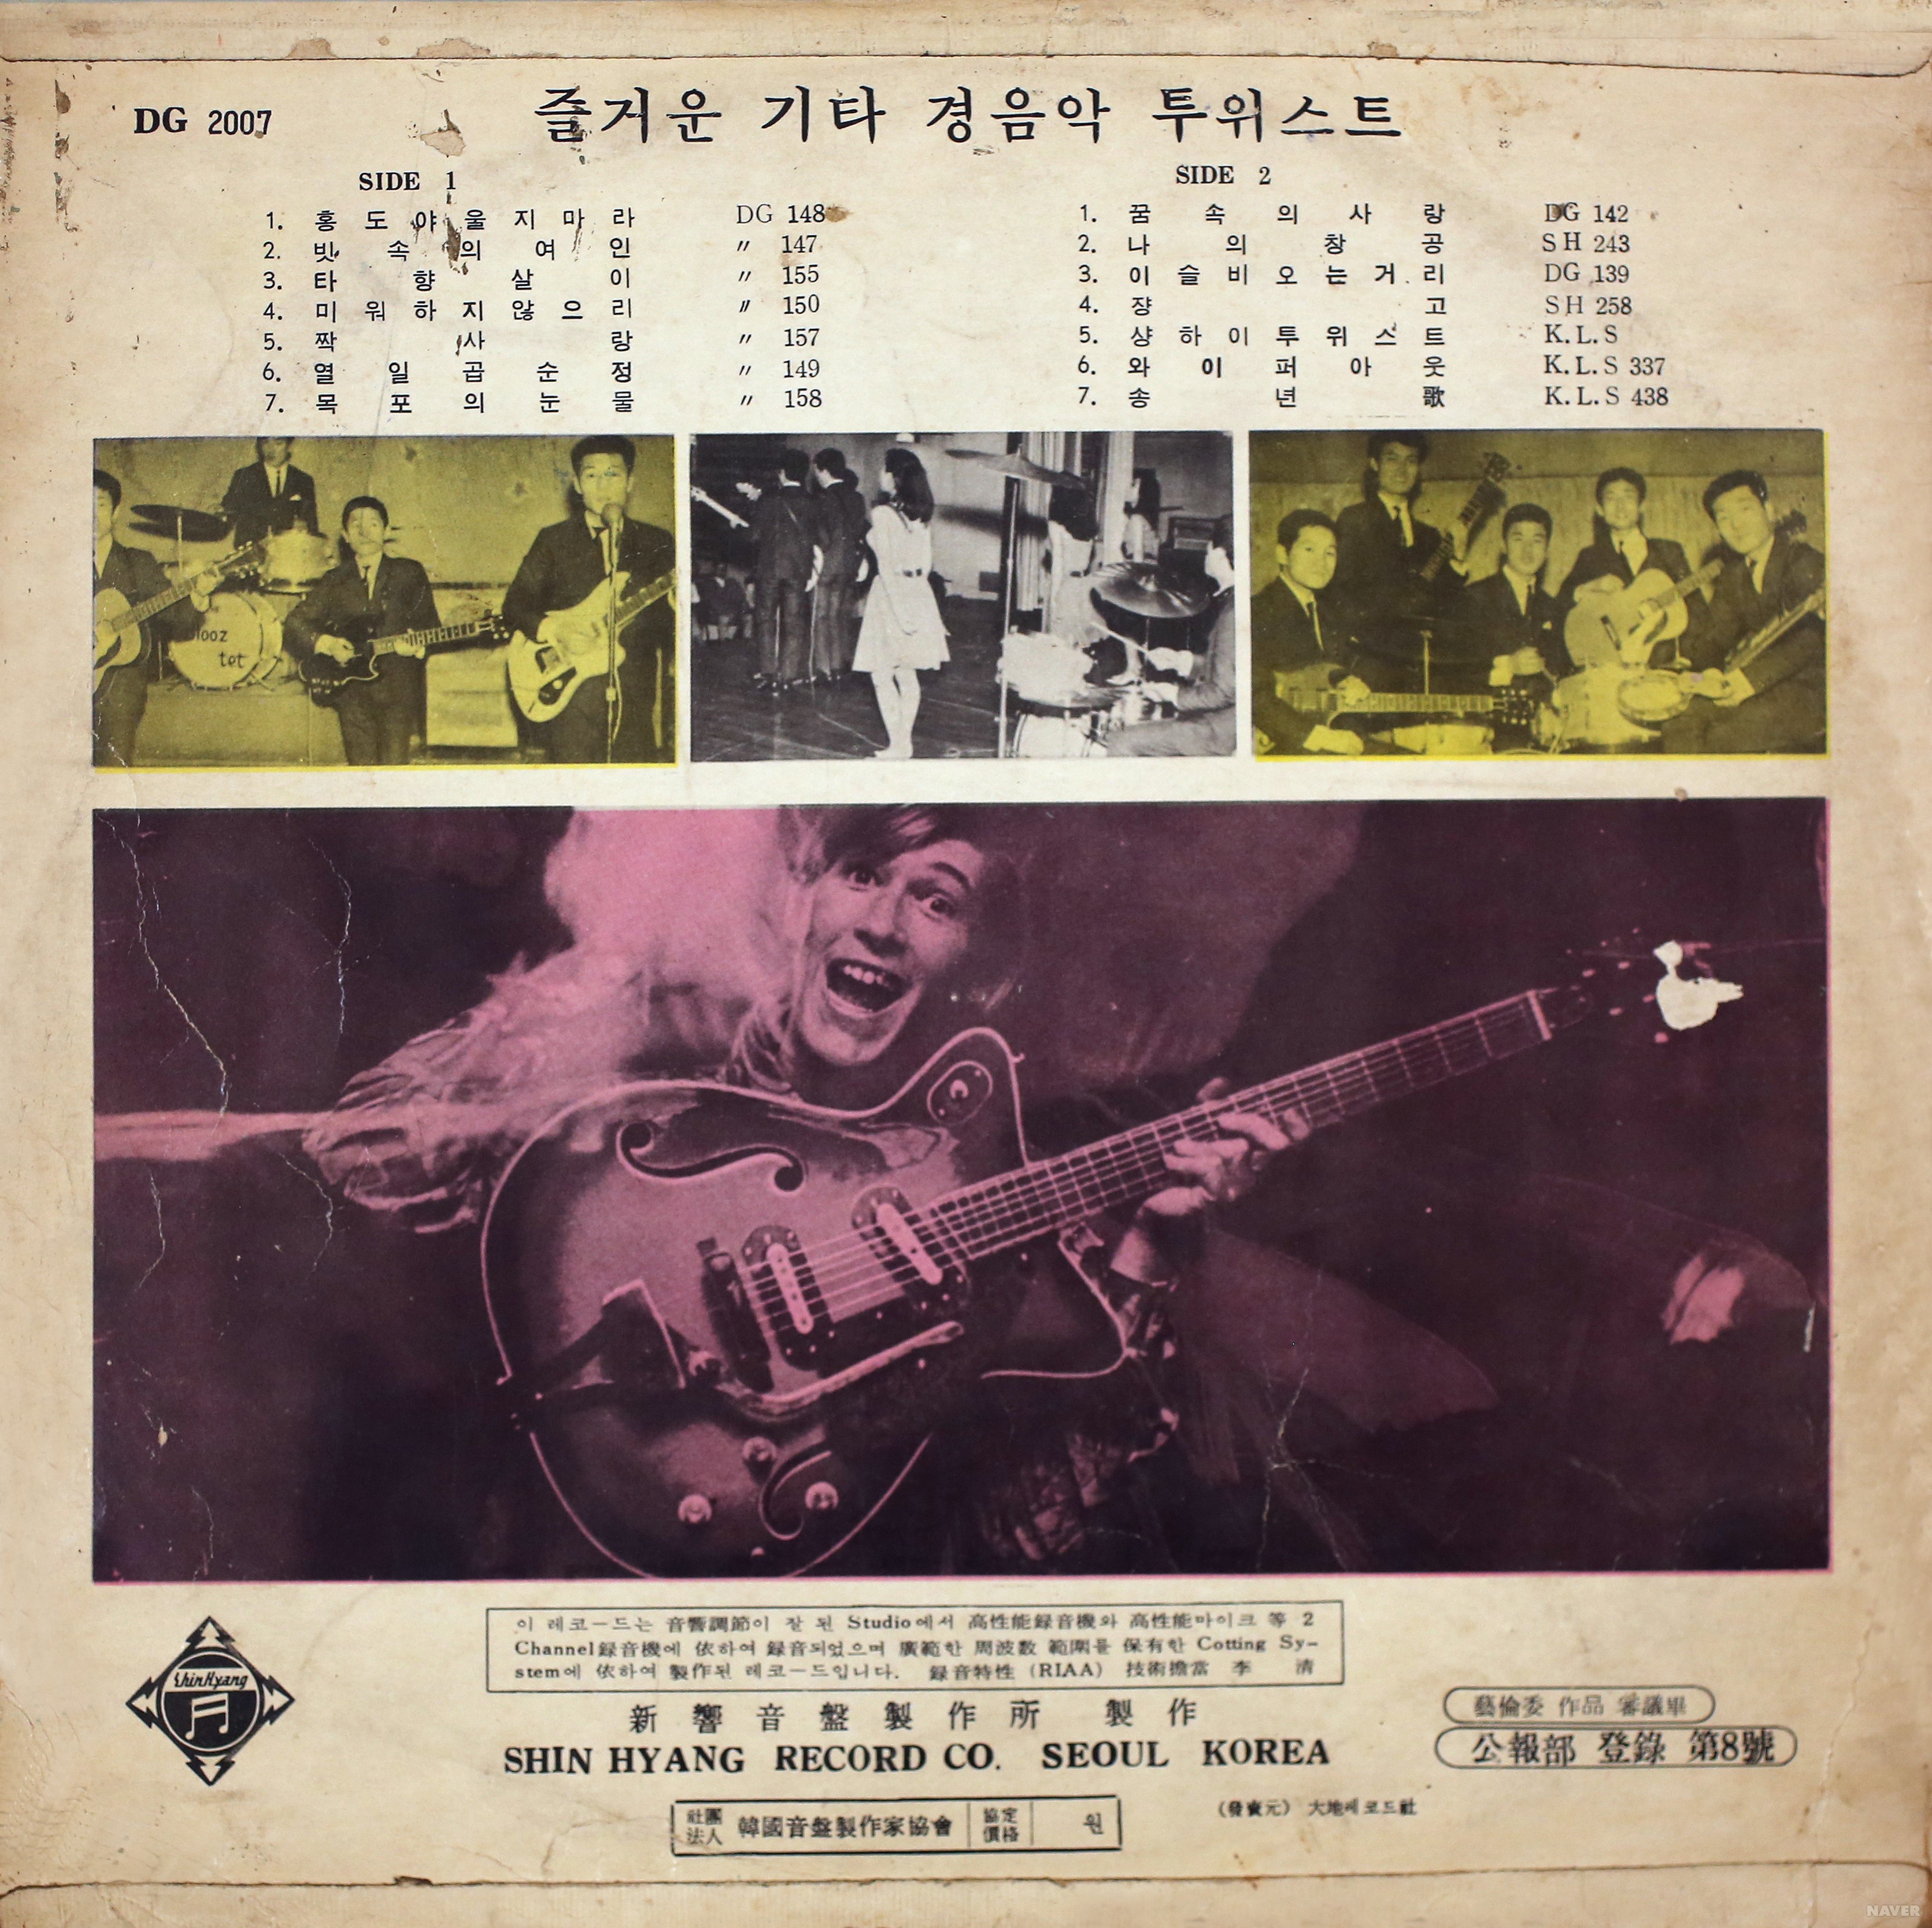 DG 2007
즐거운 기타 경음악 투위스트
SIDE 1
1. 홍도야울지마라 DG 148
2. 빗속의여인 〃 147
3. 타향살이 〃 155
4. 미워하지않으리 〃 150
5. 짝사랑 〃 157
6. 열일곱순정 〃 149
7. 목포의눈물 〃 158
SIDE 2
1. 꿈속의사랑 DG 142
2. 나의창공 SH 243
3. 이슬비오는거리 DG 139
4. 쟝고 SH 258
5. 샹하이투위스트 K.L.S
6. 와이퍼아웃 K.L.S 337
7. 송년歌 K.L.S 438
looz
tet
이 레코-드는 音響調節이 잘 된 Studio에서 高性能録音機와 高性能마이크 等 2
Channel録音機에 依하여 録音되었으며 廣範한 周波數 範圍를 保有한 Cotting Sy-
stem에 依하여 製作된 레코-드입니다. 録音特性 (RIAA) 技術擔當 李 淸
ShinHyang
新響音盤製作所 製作
SHIN HYANG RECORD CO. SEOUL KOREA
藝倫委 作品 審議畢
公報部 登錄 第8號
社團法人 韓國音盤製作家協會 協定價格 원
(發賣元) 大地레코드社
NAVER